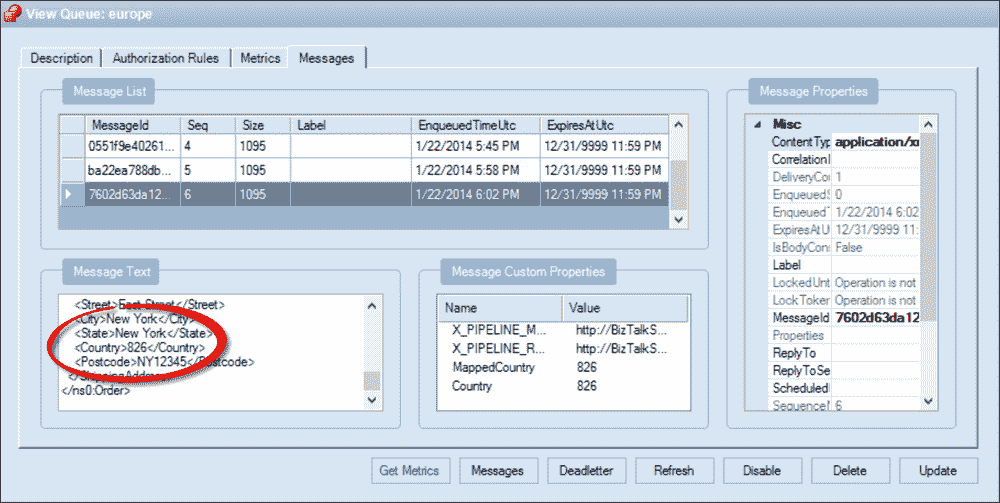 View Queue: europe
Description Authorization Rules Metrics Messages
Message List
MessageId Seq Size Label EnqueuedTimeUtc ExpiresAtUtc
0551f9e40261... 4 1095 1/22/2014 5:45 PM 12/31/9999 11:59 PM
ba22ea788db... 5 1095 1/22/2014 5:58 PM 12/31/9999 11:59 PM
7602d63da12... 6 1095 1/22/2014 6:02 PM 12/31/9999 11:59 PM
Message Text
<Street>East Street</Street>
<City>New York</City>
<State>New York</State>
<Country>826</Country>
<Postcode>NY12345</Postcode>
</ShippingAddress>
</ns0:Order>
Message Custom Properties
Name Value
X_PIPELINE_M... http://BizTalkS...
X_PIPELINE_R... http://BizTalkS...
MappedCountry 826
Country 826
Message Properties
Misc
ContentTyp application/x
CorrelationI
DeliveryCou 1
EnqueuedS 0
EnqueuedT 1/22/2014 6:02
ExpiresAtU 12/31/9999 11:
IsBodyCons False
Label
LockedUnt Operation is not
LockToken Operation is not
MessageId 7602d63da12
Properties
ReplyTo
ReplyToSe
ScheduledE
SequenceN 6
Get Metrics Messages Deadletter Refresh Disable Delete Update